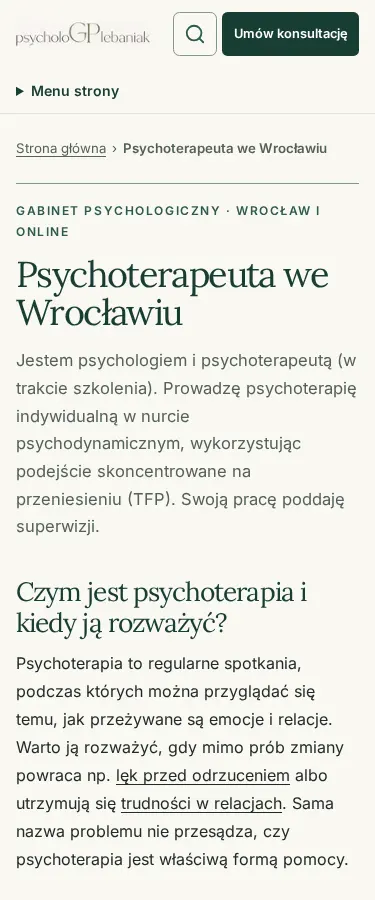 psycholoGPlebaniak
Umów konsultację
Menu strony
Strona główna › Psychoterapeuta we Wrocławiu
GABINET PSYCHOLOGICZNY · WROCŁAW I
ONLINE
Psychoterapeuta we
Wrocławiu
Jestem psychologiem i psychoterapeutą (w
trakcie szkolenia). Prowadzę psychoterapię
indywidualną w nurcie
psychodynamicznym, wykorzystując
podejście skoncentrowane na
przeniesieniu (TFP). Swoją pracę poddaję
superwizji.
Czym jest psychoterapia i
kiedy ją rozważyć?
Psychoterapia to regularne spotkania,
podczas których można przyglądać się
temu, jak przeżywane są emocje i relacje.
Warto ją rozważyć, gdy mimo prób zmiany
powraca np. lęk przed odrzuceniem albo
utrzymują się trudności w relacjach. Sama
nazwa problemu nie przesądza, czy
psychoterapia jest właściwą formą pomocy.